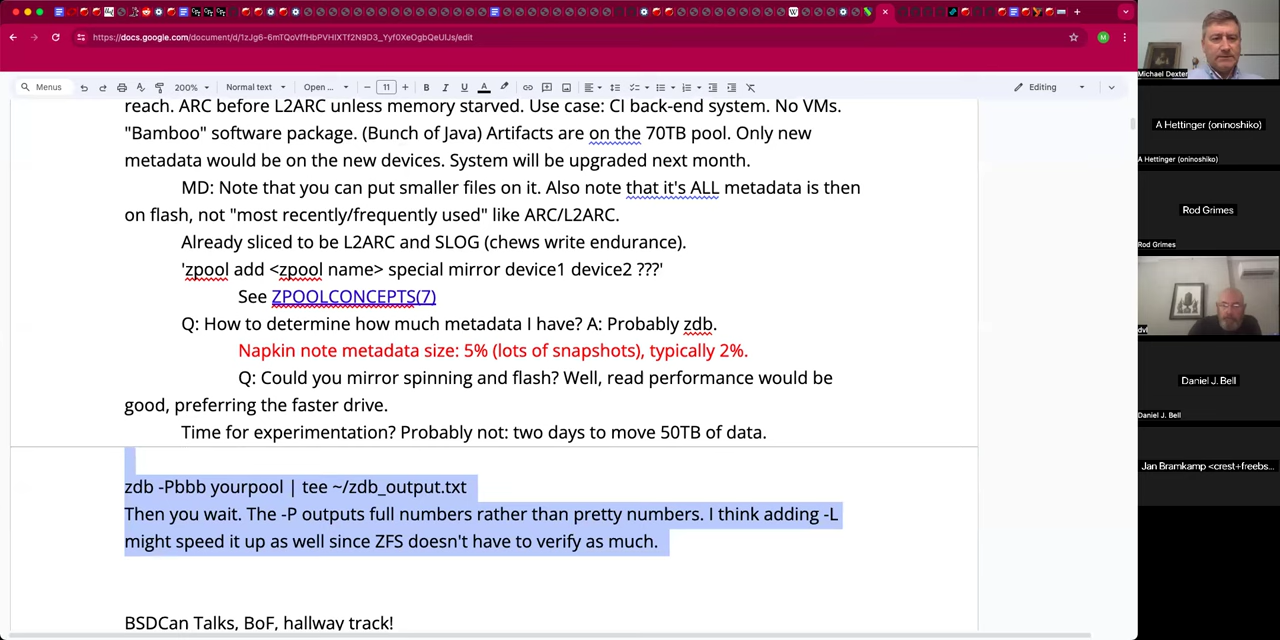 https://docs.google.com/document/d/1zJg6-6mTQoVffHbPVHIXTf2N9D3_Yyf0XeOgbQeUIJs/edit
M
Menus
200%
Normal text
Open ...
11
B I U A
Editing
reach. ARC before L2ARC unless memory starved. Use case: CI back-end system. No VMs.
"Bamboo" software package. (Bunch of Java) Artifacts are on the 70TB pool. Only new
metadata would be on the new devices. System will be upgraded next month.
MD: Note that you can put smaller files on it. Also note that it's ALL metadata is then
on flash, not "most recently/frequently used" like ARC/L2ARC.
Already sliced to be L2ARC and SLOG (chews write endurance).
'zpool add <zpool name> special mirror device1 device2 ???'
See ZPOOLCONCEPTS(7)
Q: How to determine how much metadata I have? A: Probably zdb.
Napkin note metadata size: 5% (lots of snapshots), typically 2%.
Q: Could you mirror spinning and flash? Well, read performance would be
good, preferring the faster drive.
Time for experimentation? Probably not: two days to move 50TB of data.
zdb -Pbbb yourpool | tee ~/zdb_output.txt
Then you wait. The -P outputs full numbers rather than pretty numbers. I think adding -L
might speed it up as well since ZFS doesn't have to verify as much.
BSDCan Talks, BoF, hallway track!
Michael Dexter
A Hettinger (oninoshiko)
A Hettinger (oninoshiko)
Rod Grimes
Rod Grimes
dvl
Daniel J. Bell
Daniel J. Bell
Jan Bramkamp <crest+freebs...